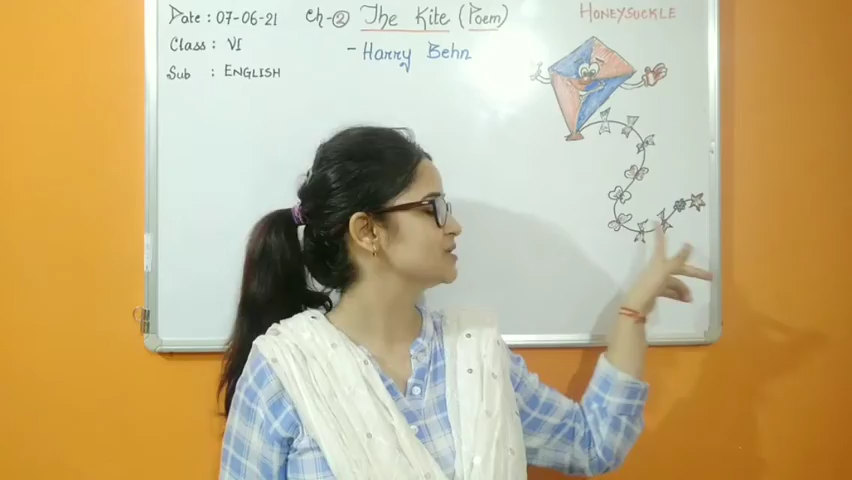 Date : 07-06-21
Ch-② The Kite (Poem)
HONEYSUCKLE
Class : VI
- Harry Behn
Sub : ENGLISH